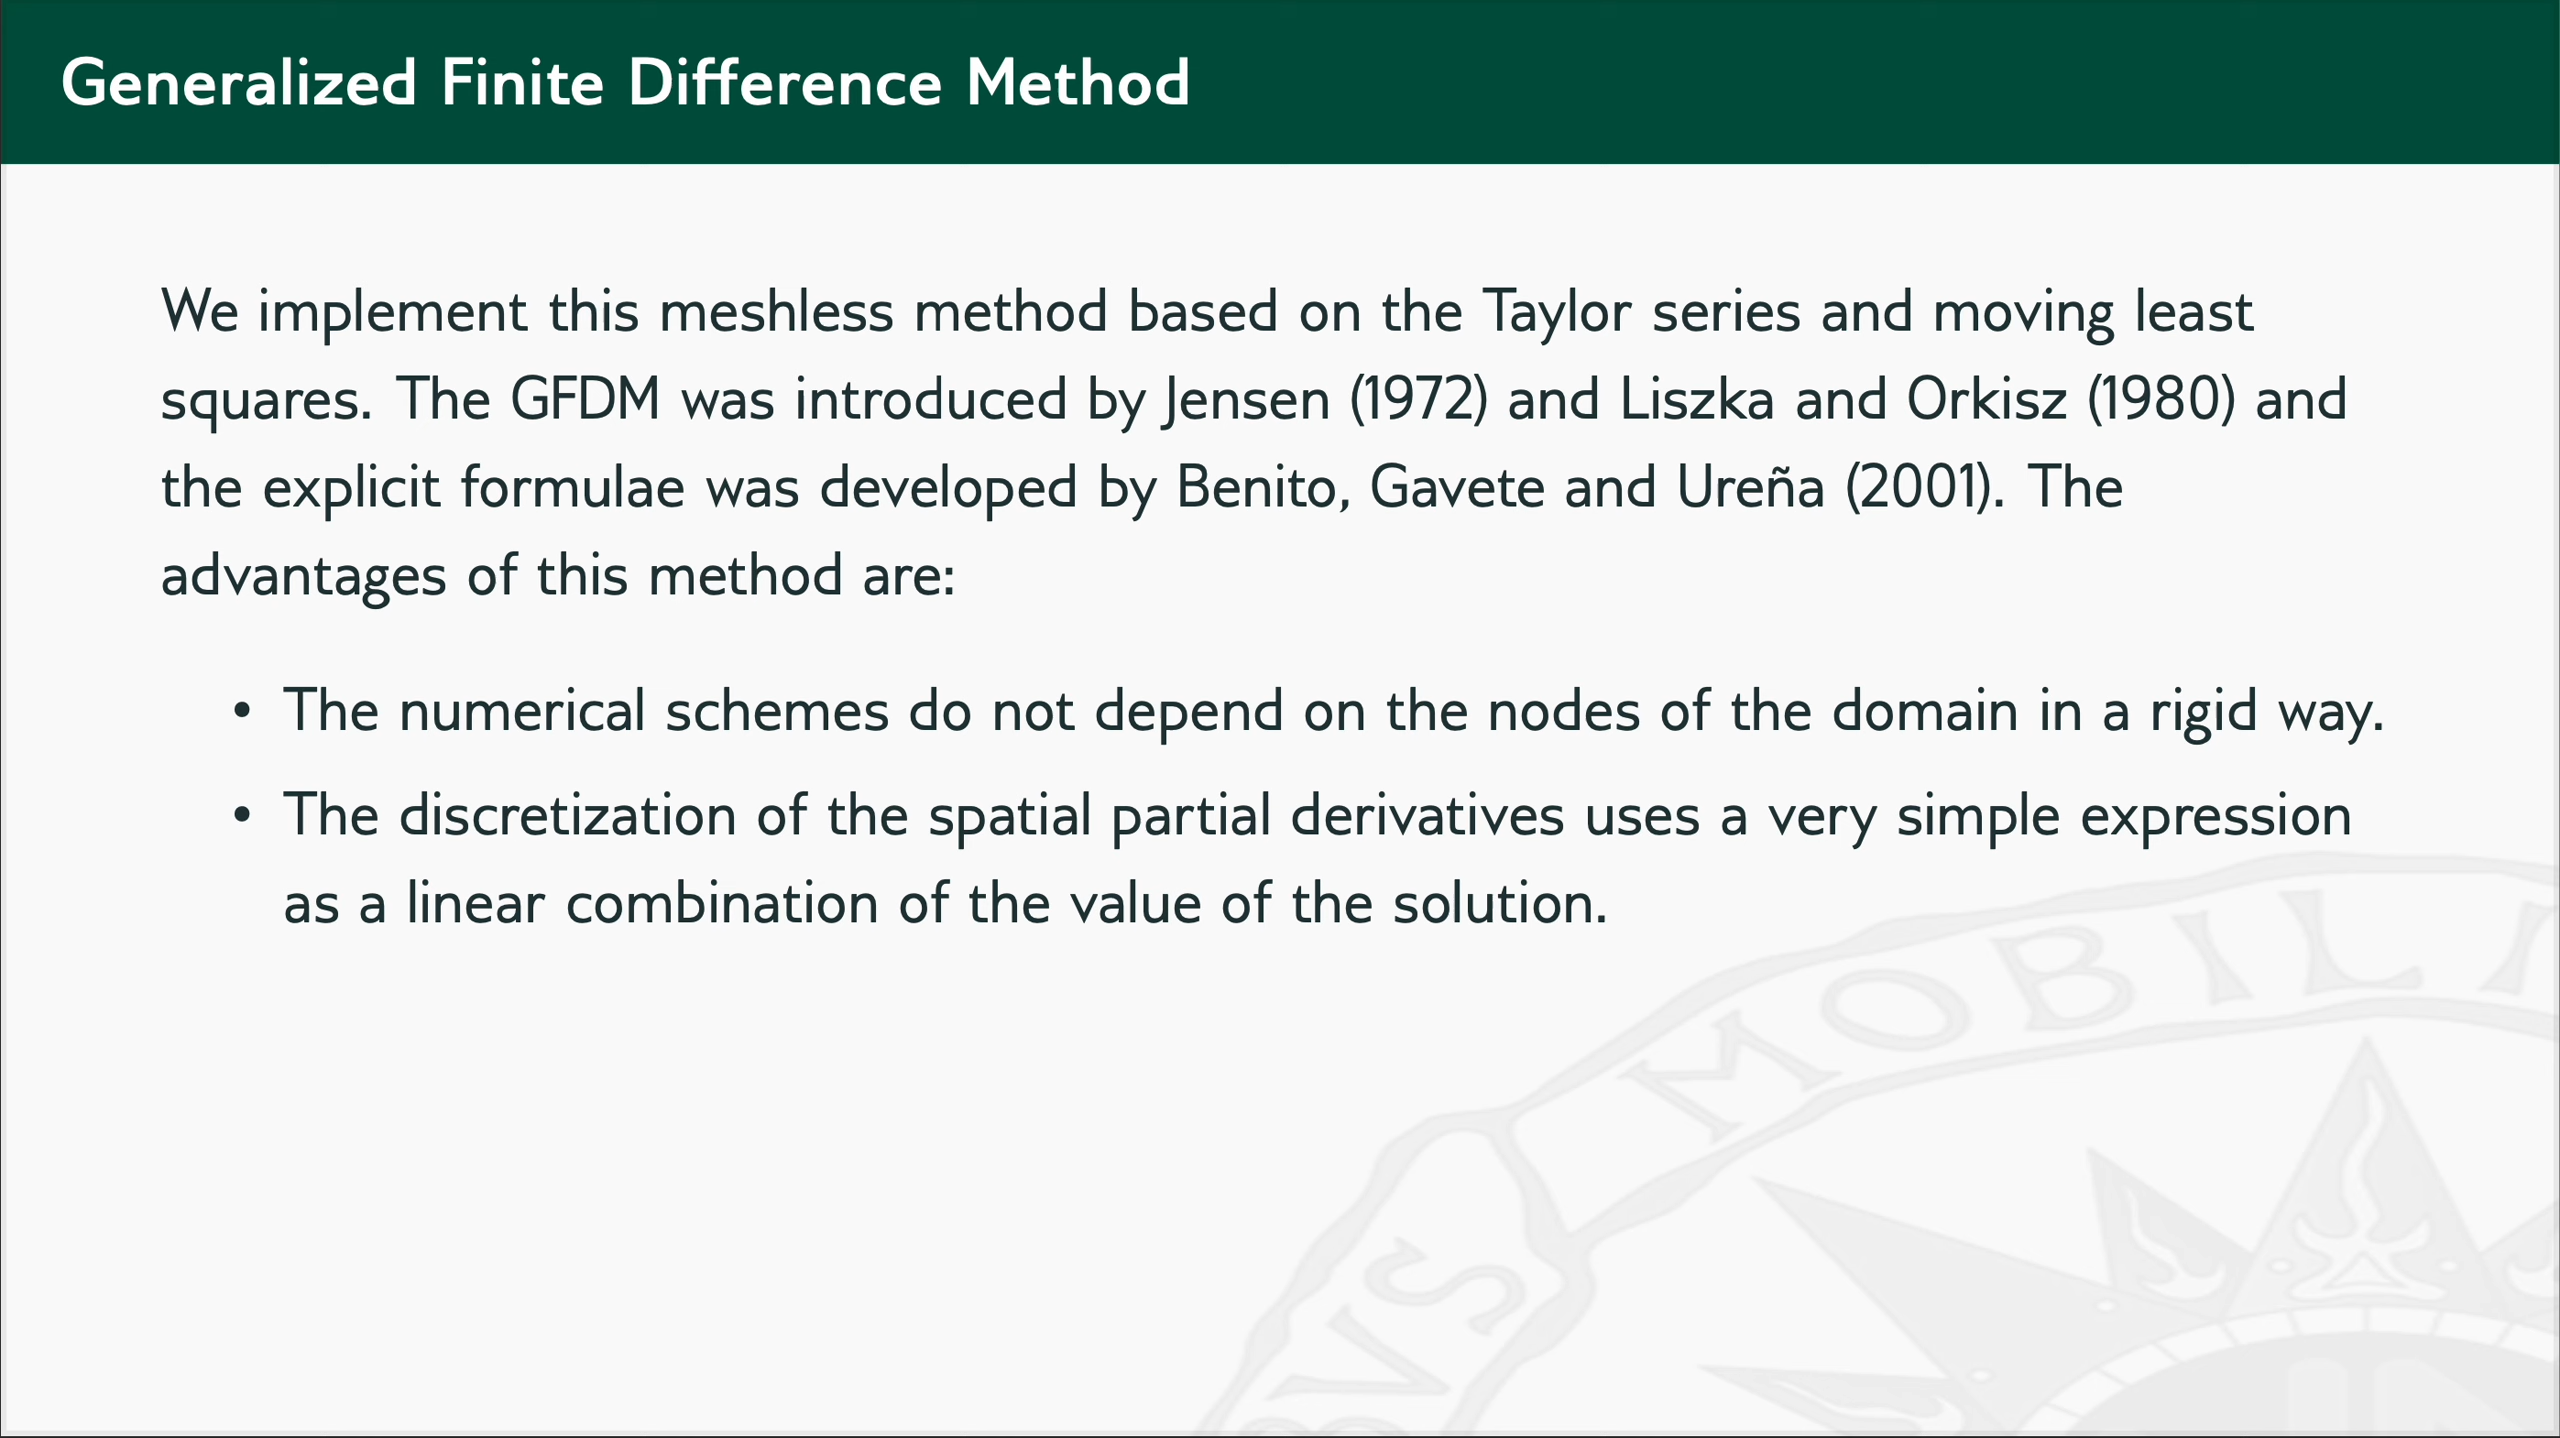 Generalized Finite Difference Method
We implement this meshless method based on the Taylor series and moving least
squares. The GFDM was introduced by Jensen (1972) and Liszka and Orkisz (1980) and
the explicit formulae was developed by Benito, Gavete and Ureña (2001). The
advantages of this method are:
• The numerical schemes do not depend on the nodes of the domain in a rigid way.
• The discretization of the spatial partial derivatives uses a very simple expression
as a linear combination of the value of the solution.
MOBILI